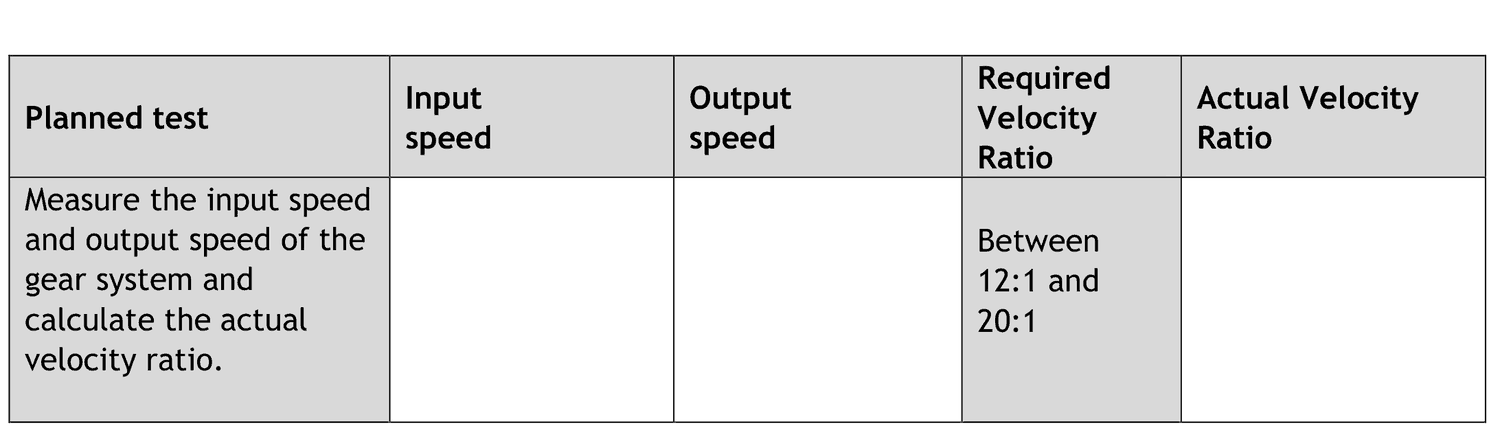 Planned test
Input
speed
Output
speed
Required
Velocity
Ratio
Actual Velocity
Ratio
Measure the input speed
and output speed of the
gear system and
calculate the actual
velocity ratio.
Between
12:1 and
20:1